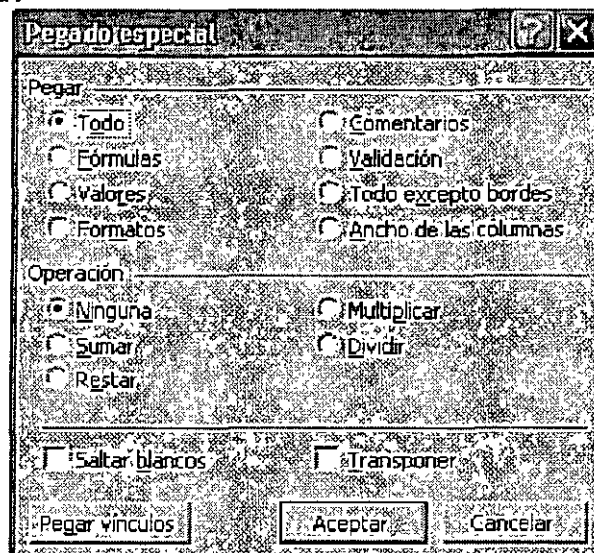 Pegado especial
Pegar
Todo
Comentarios
Fórmulas
Validación
Valores
Todo excepto bordes
Formatos
Ancho de las columnas
Operación
Ninguna
Multiplicar
Sumar
Dividir
Restar
Saltar blancos
Transponer
Pegar vínculos
Aceptar
Cancelar